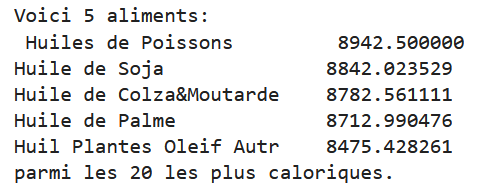 Voici 5 aliments:
Huiles de Poissons 8942.500000
Huile de Soja 8842.023529
Huile de Colza&Moutarde 8782.561111
Huile de Palme 8712.990476
Huil Plantes Oleif Autr 8475.428261
parmi les 20 les plus caloriques.